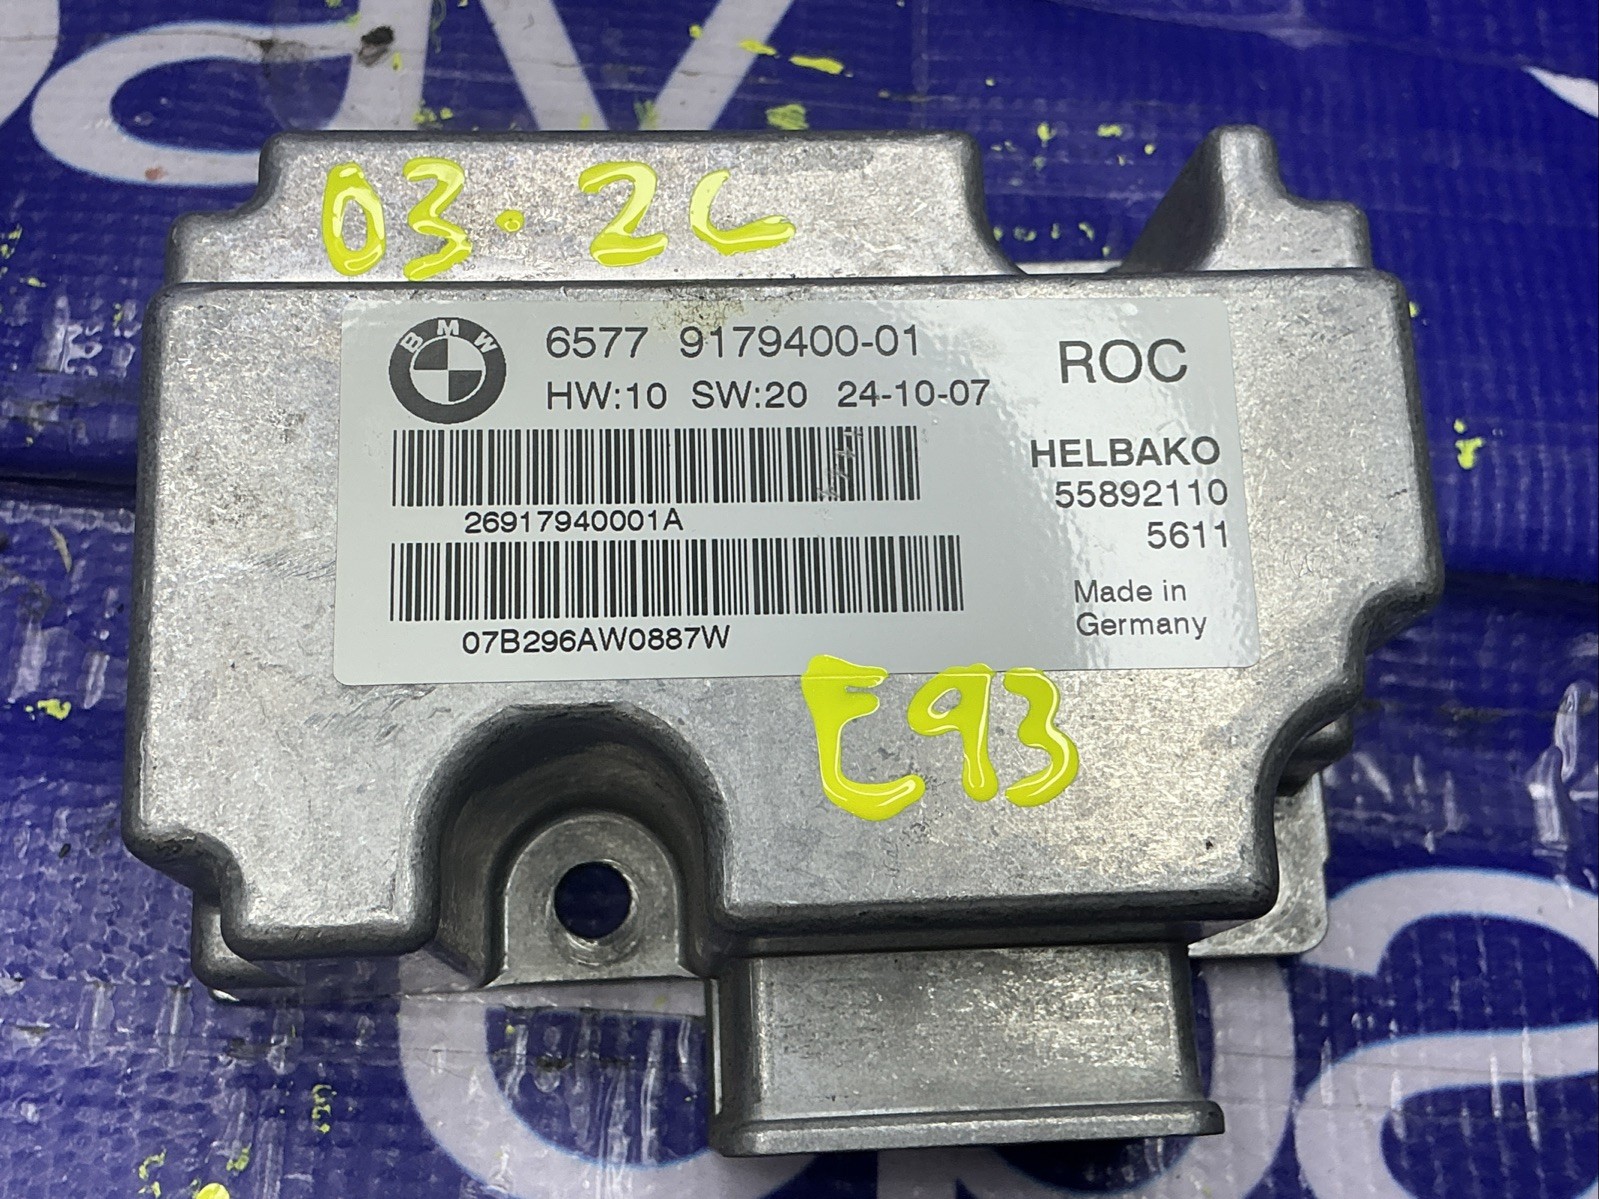 03.2C
BMW
6577 9179400-01
ROC
HW:10 SW:20 24-10-07
HELBAKO
55892110
5611
26917940001A
07B296AW0887W
Made in
Germany
E93